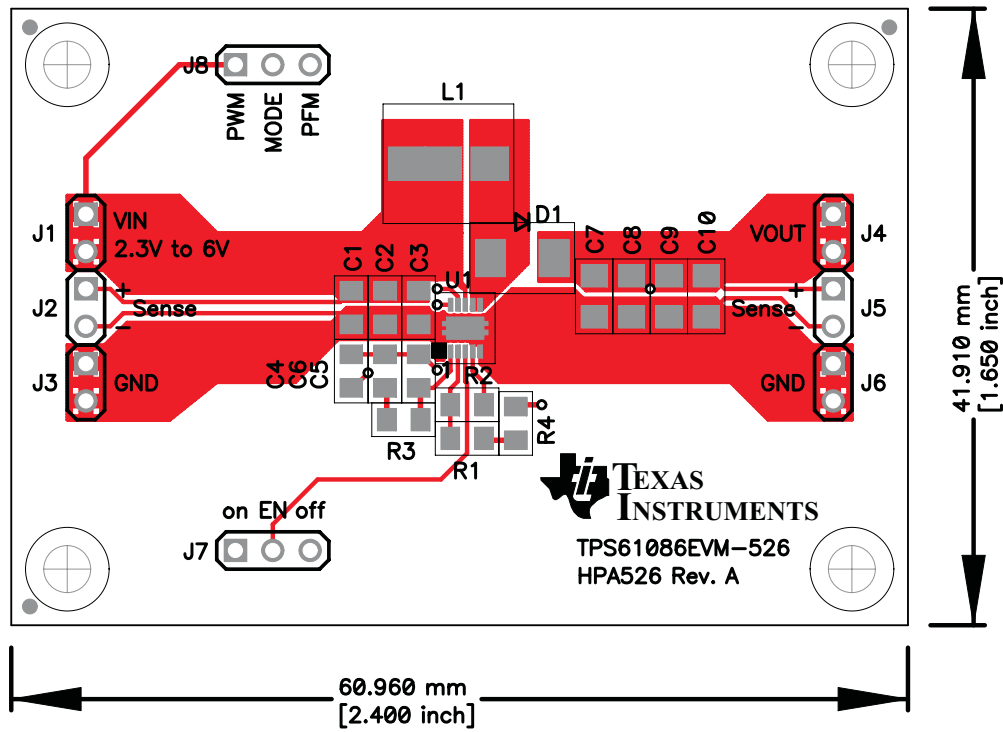 J8
PWM
MODE
PFM
L1
D1
J1
VIN
2.3V to 6V
C1
C2
C3
U1
C7
C8
C9
C10
VOUT
J4
J2
+
Sense
−
Sense
+
−
J5
J3
GND
C4
C6
C5
1
R2
GND
J6
R3
R1
R4
on EN off
J7
TEXAS
INSTRUMENTS
TPS61086EVM−526
HPA526 Rev. A
41.910 mm
[1.650 inch]
60.960 mm
[2.400 inch]